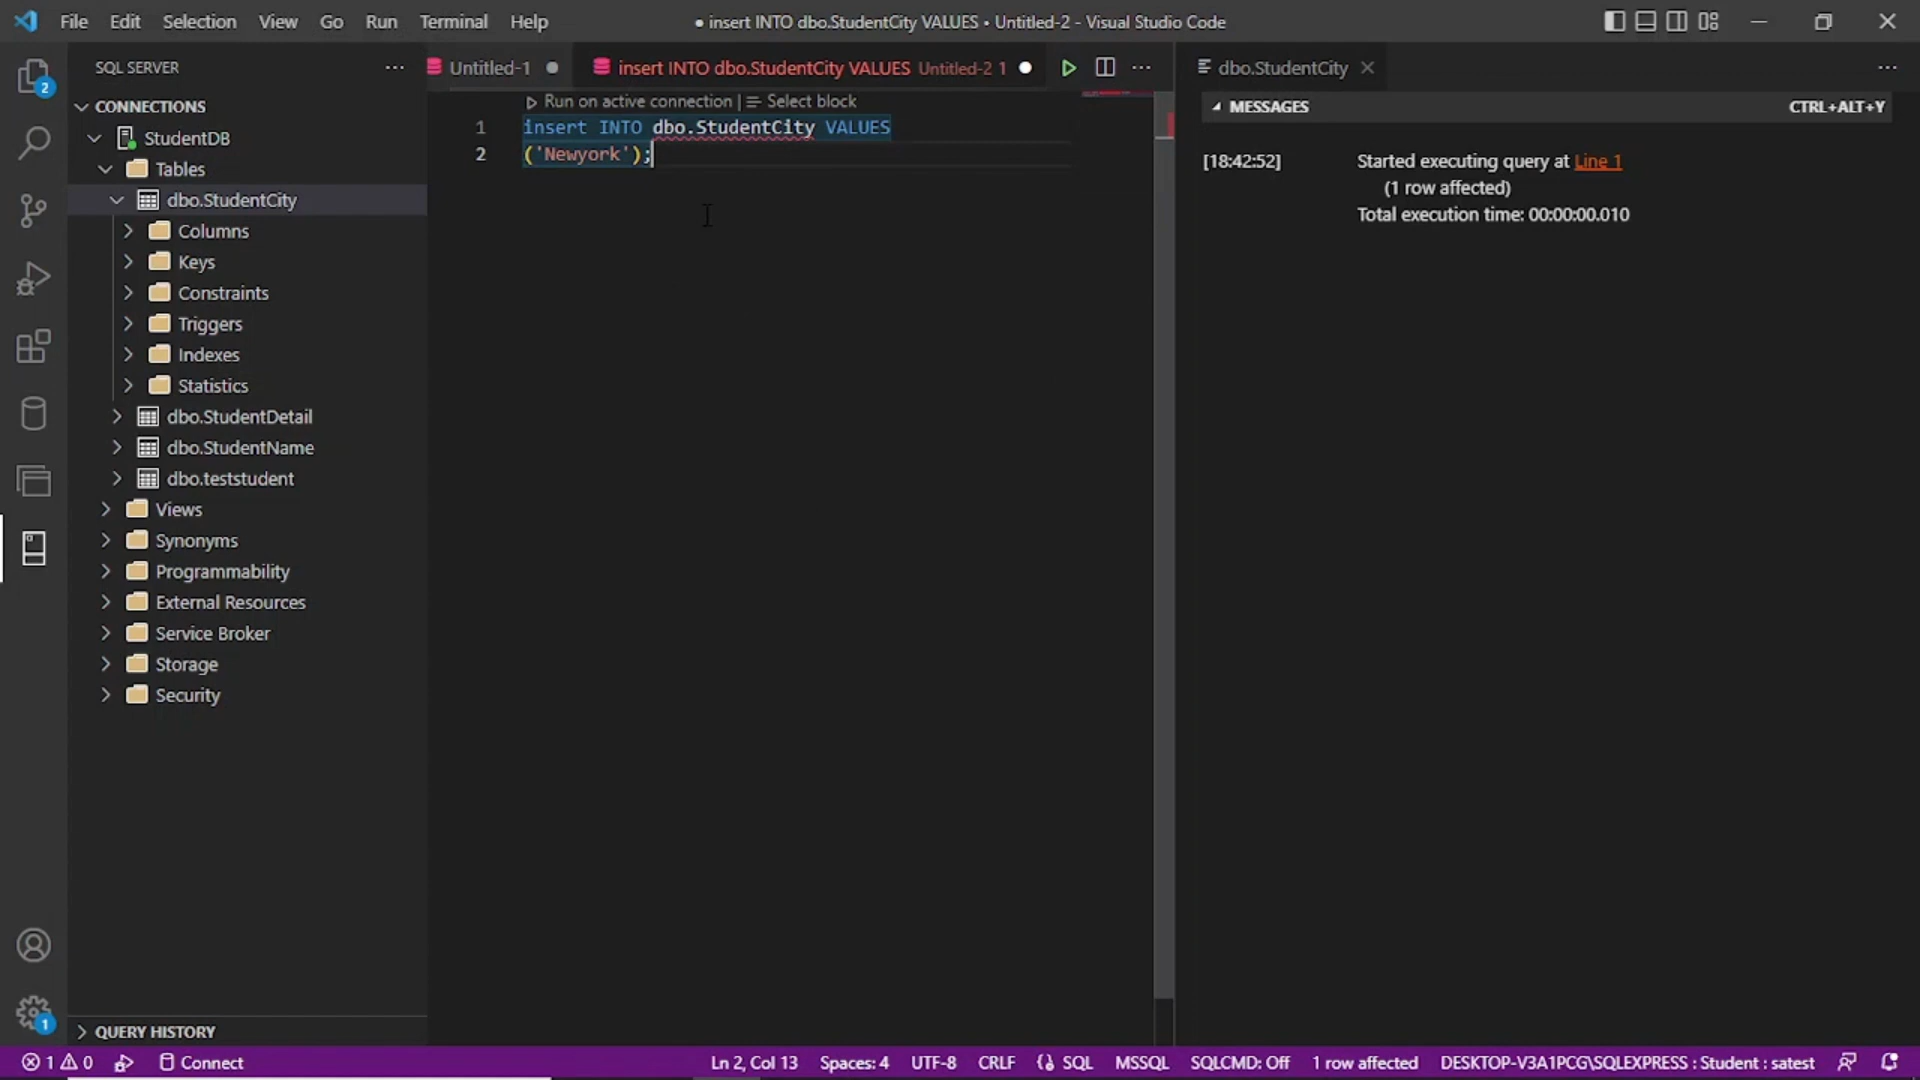 File Edit Selection View Go Run Terminal Help
● insert INTO dbo.StudentCity VALUES • Untitled-2 - Visual Studio Code
SQL SERVER
CONNECTIONS
StudentDB
Tables
dbo.StudentCity
Columns
Keys
Constraints
Triggers
Indexes
Statistics
dbo.StudentDetail
dbo.StudentName
dbo.teststudent
Views
Synonyms
Programmability
External Resources
Service Broker
Storage
Security
QUERY HISTORY
2
1
Untitled-1
insert INTO dbo.StudentCity VALUES Untitled-2 1
Run on active connection | Select block
1 insert INTO dbo.StudentCity VALUES
2 ('Newyork');
dbo.StudentCity
MESSAGES CTRL+ALT+Y
[18:42:52] Started executing query at Line 1
(1 row affected)
Total execution time: 00:00:00.010
1 0 Connect Ln 2, Col 13 Spaces: 4 UTF-8 CRLF SQL MSSQL SQLCMD: Off 1 row affected DESKTOP-V3A1PCG\SQLEXPRESS : Student : satest